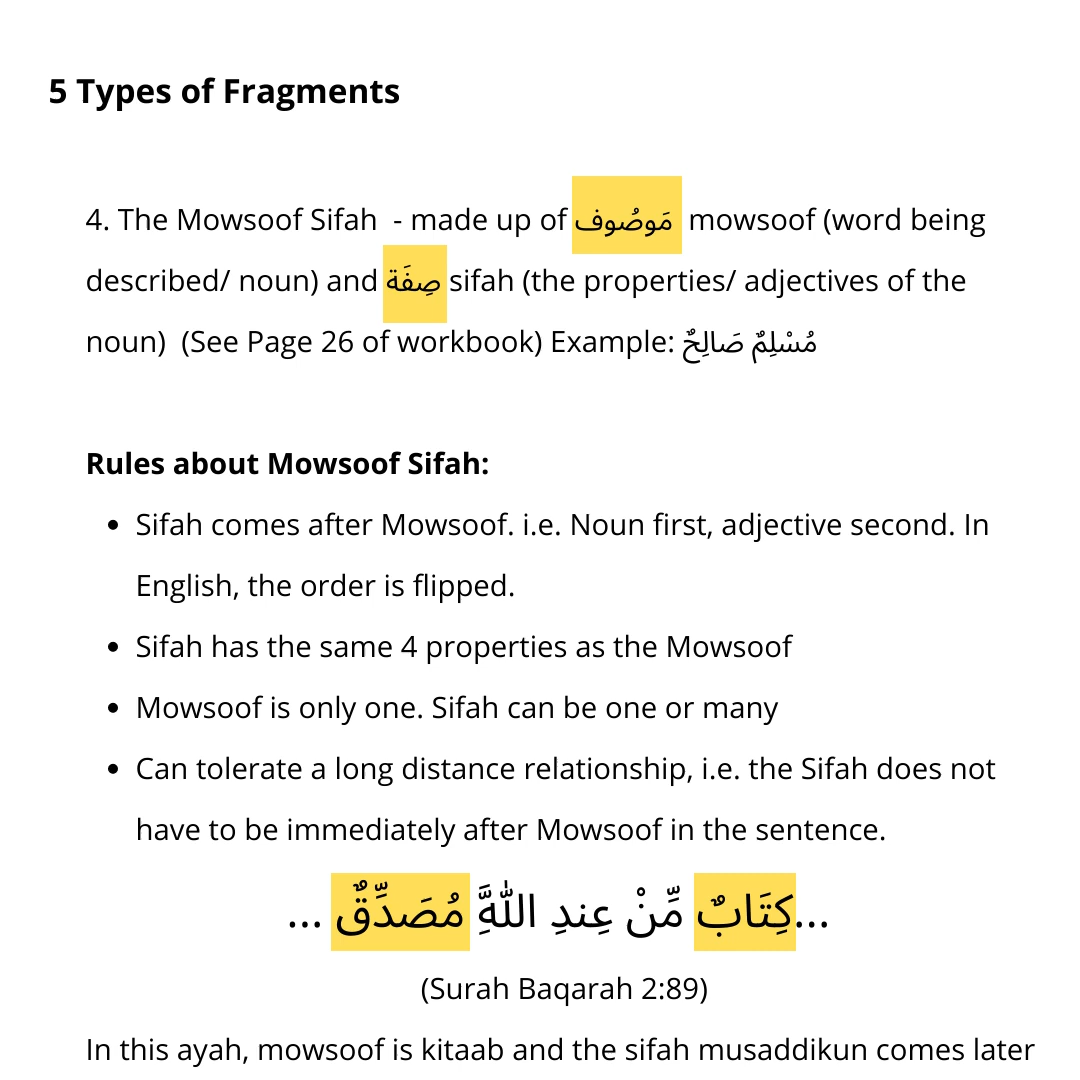 5 Types of Fragments
4. The Mowsoof Sifah - made up of مَوصُوف mowsoof (word being
described/ noun) and صِفَة sifah (the properties/ adjectives of the
noun) (See Page 26 of workbook) Example: مُسْلِمٌ صَالِحٌ
Rules about Mowsoof Sifah:
• Sifah comes after Mowsoof. i.e. Noun first, adjective second. In
English, the order is flipped.
• Sifah has the same 4 properties as the Mowsoof
• Mowsoof is only one. Sifah can be one or many
• Can tolerate a long distance relationship, i.e. the Sifah does not
have to be immediately after Mowsoof in the sentence.
...كِتَابٌ مِّنْ عِندِ اللَّهِ مُصَدِّقٌ ...
(Surah Baqarah 2:89)
In this ayah, mowsoof is kitaab and the sifah musaddikun comes later